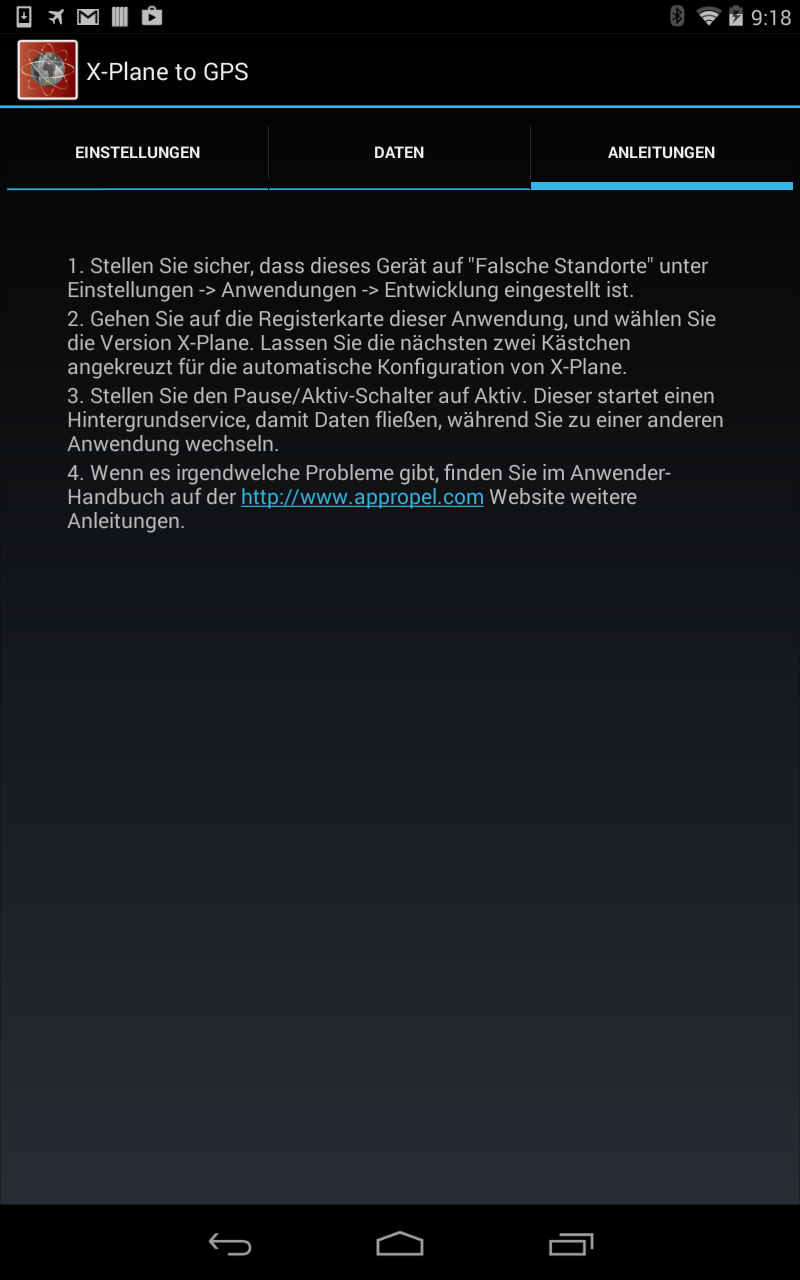 9:18
X-Plane to GPS
EINSTELLUNGEN
DATEN
ANLEITUNGEN
1. Stellen Sie sicher, dass dieses Gerät auf "Falsche Standorte" unter
Einstellungen -> Anwendungen -> Entwicklung eingestellt ist.
2. Gehen Sie auf die Registerkarte dieser Anwendung, und wählen Sie
die Version X-Plane. Lassen Sie die nächsten zwei Kästchen
angekreuzt für die automatische Konfiguration von X-Plane.
3. Stellen Sie den Pause/Aktiv-Schalter auf Aktiv. Dieser startet einen
Hintergrundservice, damit Daten fließen, während Sie zu einer anderen
Anwendung wechseln.
4. Wenn es irgendwelche Probleme gibt, finden Sie im Anwender-
Handbuch auf der http://www.appropel.com Website weitere
Anleitungen.